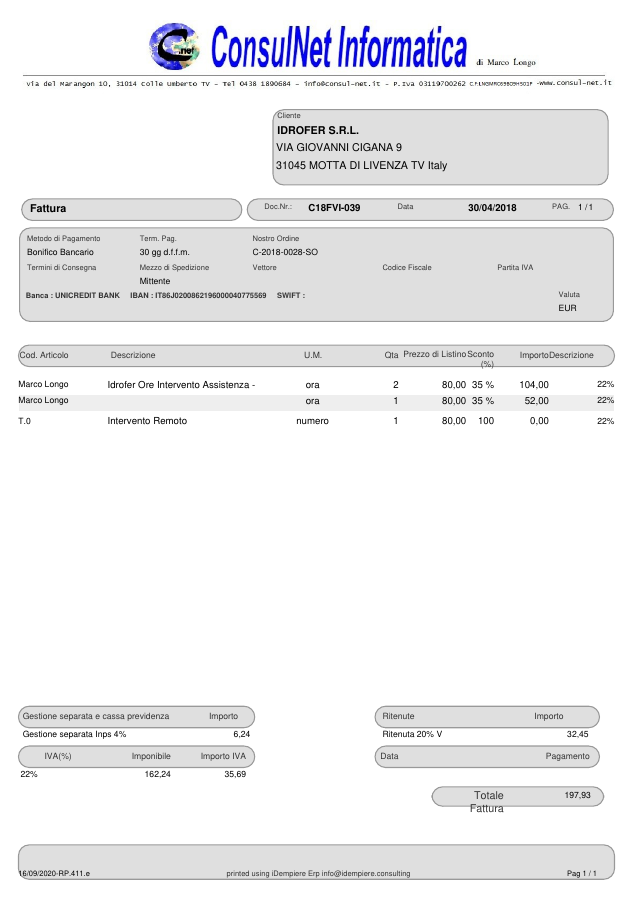 C.net ConsulNet Informatica di Marco Longo
via del Marangon 10, 31014 Colle Umberto TV - Tel 0438 1890684 - info@consul-net.it - P.Iva 03119700262 -www.consul-net.it
Cliente
IDROFER S.R.L.
VIA GIOVANNI CIGANA 9
31045 MOTTA DI LIVENZA TV Italy
Fattura
Doc.Nr.: C18FVI-039 Data 30/04/2018 PAG. 1 / 1
Metodo di Pagamento Term. Pag. Nostro Ordine
Bonifico Bancario 30 gg d.f.f.m. C-2018-0028-SO
Termini di Consegna Mezzo di Spedizione Vettore Codice Fiscale Partita IVA
Mittente
Banca : UNICREDIT BANK IBAN : IT86J0200862196000040775569 SWIFT :
Valuta
EUR
Cod. Articolo Descrizione U.M. Qta Prezzo di Listino Sconto (%) Importo Descrizione
Marco Longo Idrofer Ore Intervento Assistenza - ora 2 80,00 35 % 104,00 22%
Marco Longo ora 1 80,00 35 % 52,00 22%
T.0 Intervento Remoto numero 1 80,00 100 0,00 22%
Gestione separata e cassa previdenza Importo
Gestione separata Inps 4% 6,24
IVA(%) Imponibile Importo IVA
22% 162,24 35,69
Ritenute Importo
Ritenuta 20% V 32,45
Data Pagamento
Totale Fattura 197,93
16/09/2020-RP.411.e printed using iDempiere Erp info@idempiere.consulting Pag 1 / 1